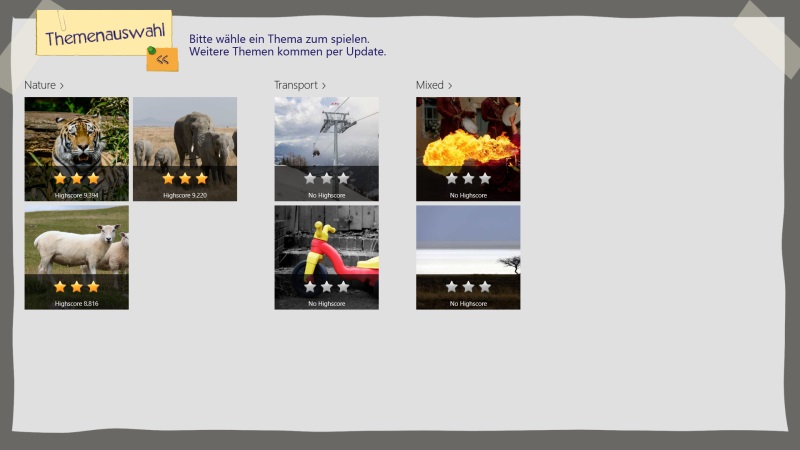 Themenauswahl
<<
Bitte wähle ein Thema zum spielen.
Weitere Themen kommen per Update.
Nature >
Highscore 9.394
Highscore 9.220
Highscore 8.816
Transport >
No Highscore
No Highscore
Mixed >
No Highscore
No Highscore